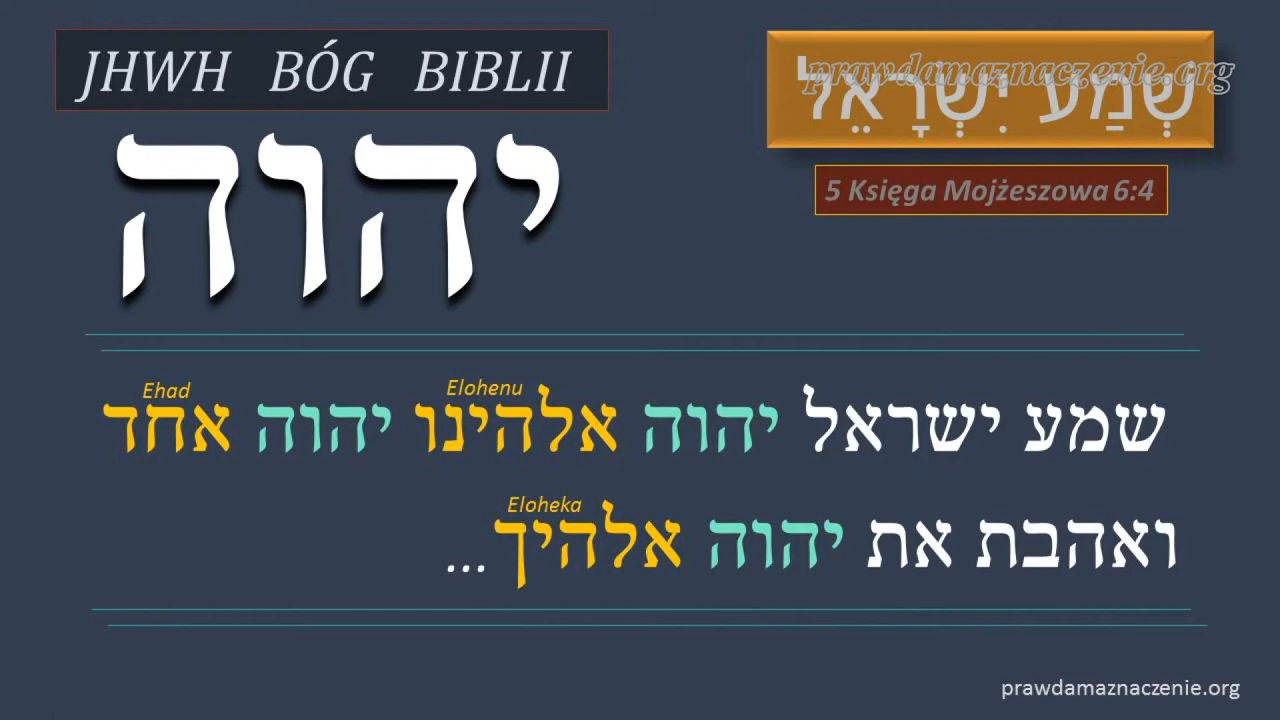 JHWH BÓG BIBLII
prawdamaznaczenie.org
שְׁמַע יִשְׂרָאֵל
5 Księga Mojżeszowa 6:4
יהוה
Ehad Elohenu
שמע ישראל יהוה אלהינו יהוה אחד
Eloheka
ואהבת את יהוה אלהיך...
prawdamaznaczenie.org